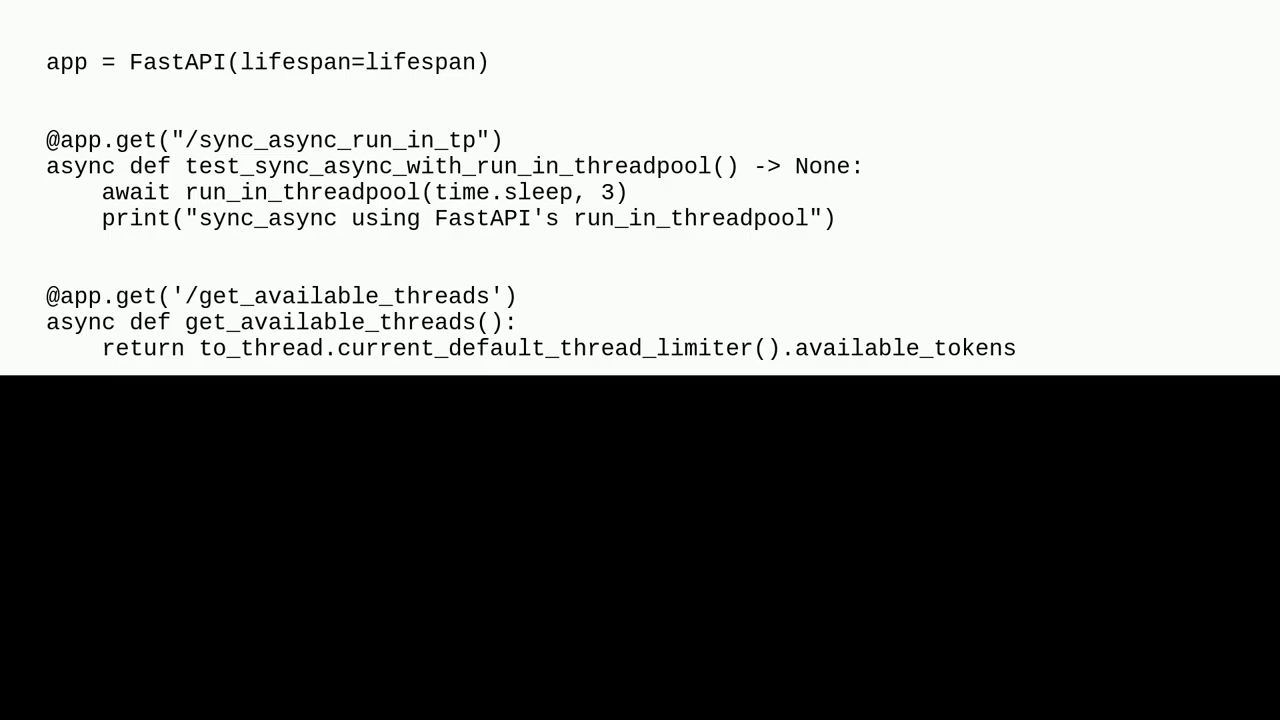 app = FastAPI(lifespan=lifespan)
@app.get("/sync_async_run_in_tp")
async def test_sync_async_with_run_in_threadpool() -> None:
    await run_in_threadpool(time.sleep, 3)
    print("sync_async using FastAPI's run_in_threadpool")
@app.get('/get_available_threads')
async def get_available_threads():
    return to_thread.current_default_thread_limiter().available_tokens